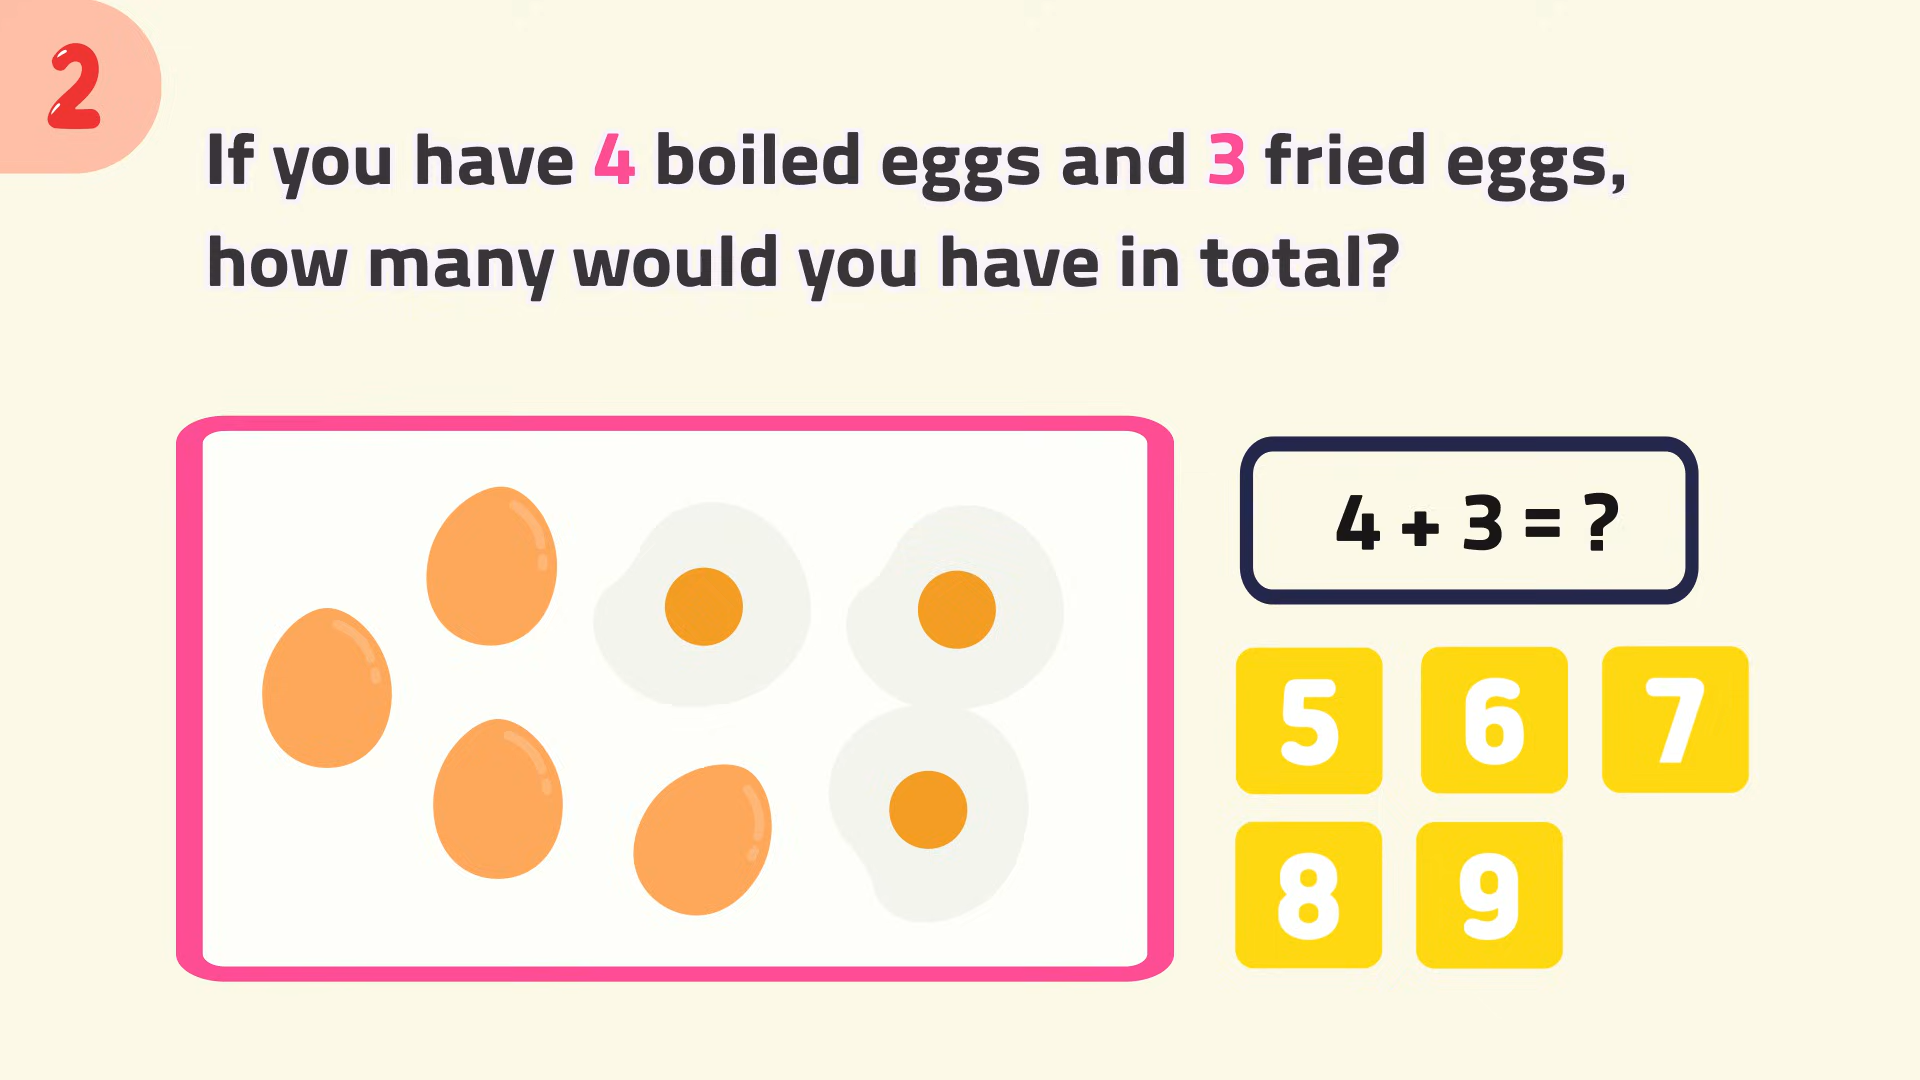 2
If you have 4 boiled eggs and 3 fried eggs,
how many would you have in total?
4 + 3 = ?
5 6 7
8 9